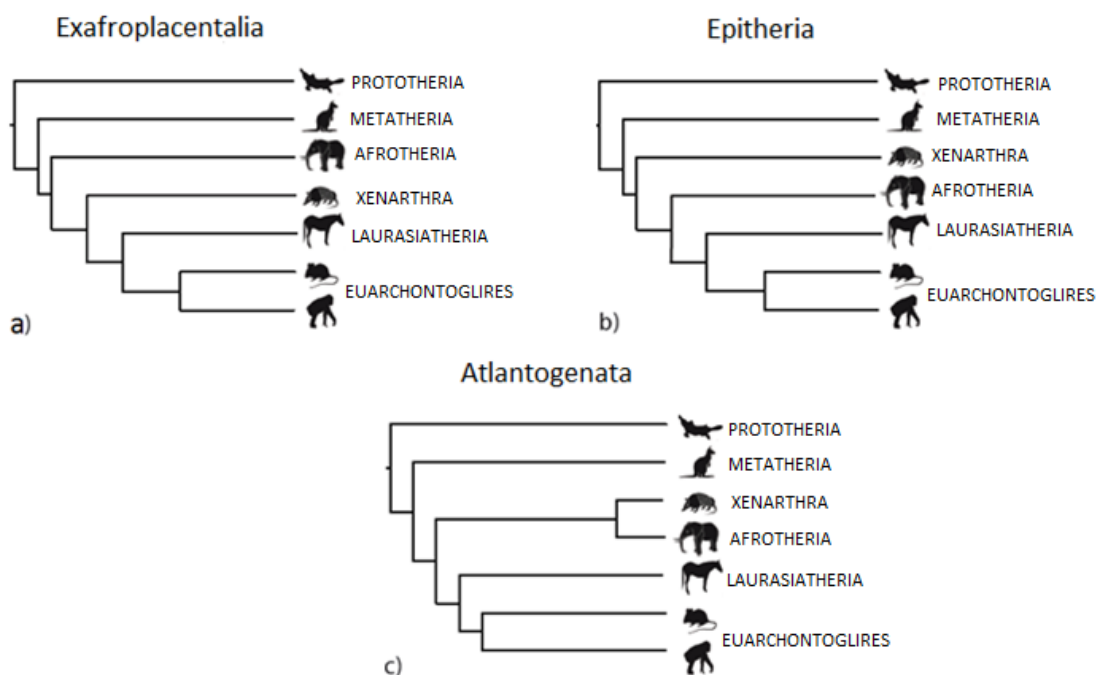 Exafroplacentalia
PROTOTHERIA
METATHERIA
AFROTHERIA
XENARTHRA
LAURASIATHERIA
EUARCHONTOGLIRES
a)
Epitheria
PROTOTHERIA
METATHERIA
XENARTHRA
AFROTHERIA
LAURASIATHERIA
EUARCHONTOGLIRES
b)
Atlantogenata
PROTOTHERIA
METATHERIA
XENARTHRA
AFROTHERIA
LAURASIATHERIA
EUARCHONTOGLIRES
c)